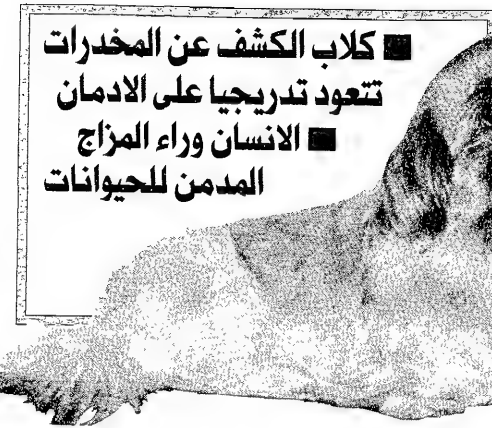 ■ كلاب الكشف عن المخدرات
تتعود تدريجيا على الادمان
■ الانسان وراء المزاج
المدمن للحيوانات